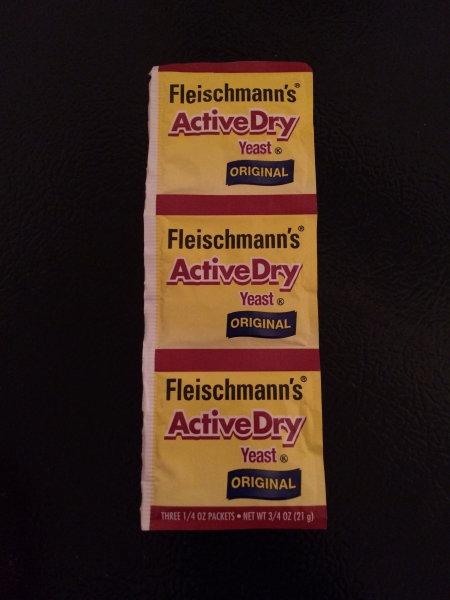 Fleischmann's®
ActiveDry
Yeast ®
ORIGINAL
Fleischmann's®
ActiveDry
Yeast ®
ORIGINAL
Fleischmann's®
ActiveDry
Yeast ®
ORIGINAL
THREE 1/4 OZ PACKETS • NET WT 3/4 OZ (21 g)